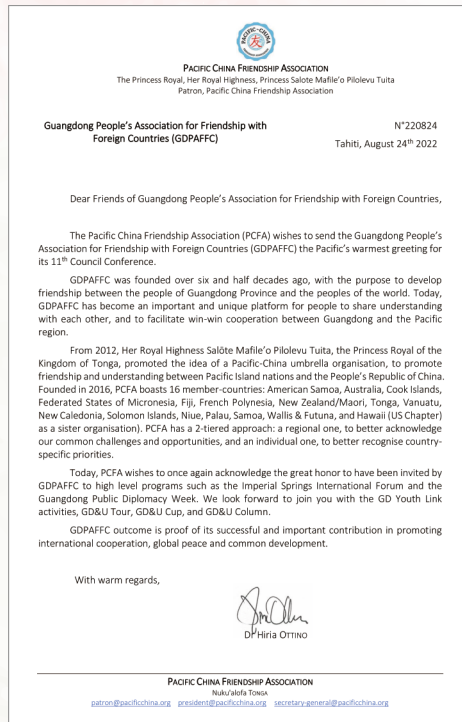 PACIFIC-CHINA
友
PACIFIC CHINA FRIENDSHIP ASSOCIATION
The Princess Royal, Her Royal Highness, Princess Salote Mafile'o Pilolevu Tuita
Patron, Pacific China Friendship Association
Guangdong People's Association for Friendship with
Foreign Countries (GDPAFFC)
N°220824
Tahiti, August 24th 2022
Dear Friends of Guangdong People's Association for Friendship with Foreign Countries,
The Pacific China Friendship Association (PCFA) wishes to send the Guangdong People's
Association for Friendship with Foreign Countries (GDPAFFC) the Pacific's warmest greeting for
its 11th Council Conference.
GDPAFFC was founded over six and half decades ago, with the purpose to develop
friendship between the people of Guangdong Province and the peoples of the world. Today,
GDPAFFC has become an important and unique platform for people to share understanding
with each other, and to facilitate win-win cooperation between Guangdong and the Pacific
region.
From 2012, Her Royal Highness Salōte Mafile'o Pilolevu Tuita, the Princess Royal of the
Kingdom of Tonga, promoted the idea of a Pacific-China umbrella organisation, to promote
friendship and understanding between Pacific Island nations and the People's Republic of China.
Founded in 2016, PCFA boasts 16 member-countries: American Samoa, Australia, Cook Islands,
Federated States of Micronesia, Fiji, French Polynesia, New Zealand/Maori, Tonga, Vanuatu,
New Caledonia, Solomon Islands, Niue, Palau, Samoa, Wallis & Futuna, and Hawaii (US Chapter)
as a sister organisation). PCFA has a 2-tiered approach: a regional one, to better acknowledge
our common challenges and opportunities, and an individual one, to better recognise country-
specific priorities.
Today, PCFA wishes to once again acknowledge the great honor to have been invited by
GDPAFFC to high level programs such as the Imperial Springs International Forum and the
Guangdong Public Diplomacy Week. We look forward to join you with the GD Youth Link
activities, GD&U Tour, GD&U Cup, and GD&U Column.
GDPAFFC outcome is proof of its successful and important contribution in promoting
international cooperation, global peace and common development.
With warm regards,
Dr Hiria OTTINO
PACIFIC CHINA FRIENDSHIP ASSOCIATION
Nuku'alofa TONGA
patron@pacificchina.org president@pacificchina.org secretary-general@pacificchina.org